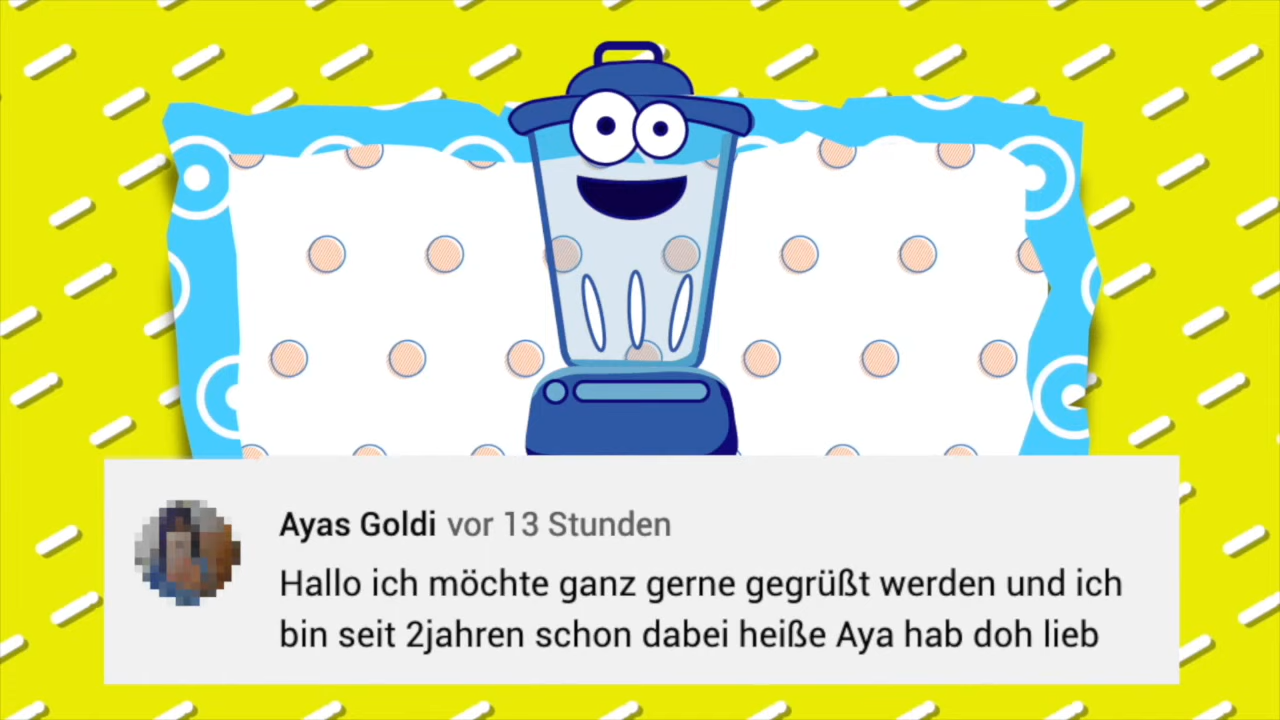 Ayas Goldi vor 13 Stunden
Hallo ich möchte ganz gerne gegrüßt werden und ich
bin seit 2jahren schon dabei heiße Aya hab doh lieb